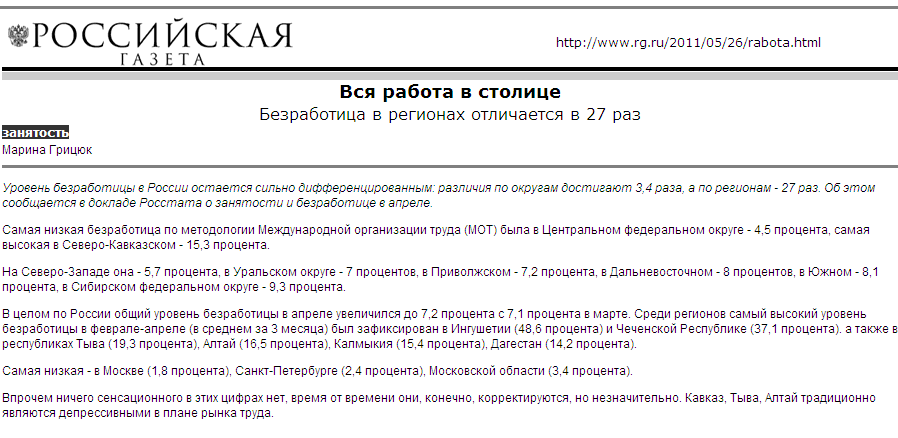 РОССИЙСКАЯ
ГАЗЕТА
http://www.rg.ru/2011/05/26/rabota.html
Вся работа в столице
Безработица в регионах отличается в 27 раз
занятость
Марина Грицюк
Уровень безработицы в России остается сильно дифференцированным: различия по округам достигают 3,4 раза, а по регионам - 27 раз. Об этом
сообщается в докладе Росстата о занятости и безработице в апреле.
Самая низкая безработица по методологии Международной организации труда (МОТ) была в Центральном федеральном округе - 4,5 процента, самая
высокая в Северо-Кавказском - 15,3 процента.
На Северо-Западе она - 5,7 процента, в Уральском округе - 7 процентов, в Приволжском - 7,2 процента, в Дальневосточном - 8 процентов, в Южном - 8,1
процента, в Сибирском федеральном округе - 9,3 процента.
В целом по России общий уровень безработицы в апреле увеличился до 7,2 процента с 7,1 процента в марте. Среди регионов самый высокий уровень
безработицы в феврале-апреле (в среднем за 3 месяца) был зафиксирован в Ингушетии (48,6 процента) и Чеченской Республике (37,1 процента). а также в
республиках Тыва (19,3 процента), Алтай (16,5 процента), Калмыкия (15,4 процента), Дагестан (14,2 процента).
Самая низкая - в Москве (1,8 процента), Санкт-Петербурге (2,4 процента), Московской области (3,4 процента).
Впрочем ничего сенсационного в этих цифрах нет, время от времени они, конечно, корректируются, но незначительно. Кавказ, Тыва, Алтай традиционно
являются депрессивными в плане рынка труда.